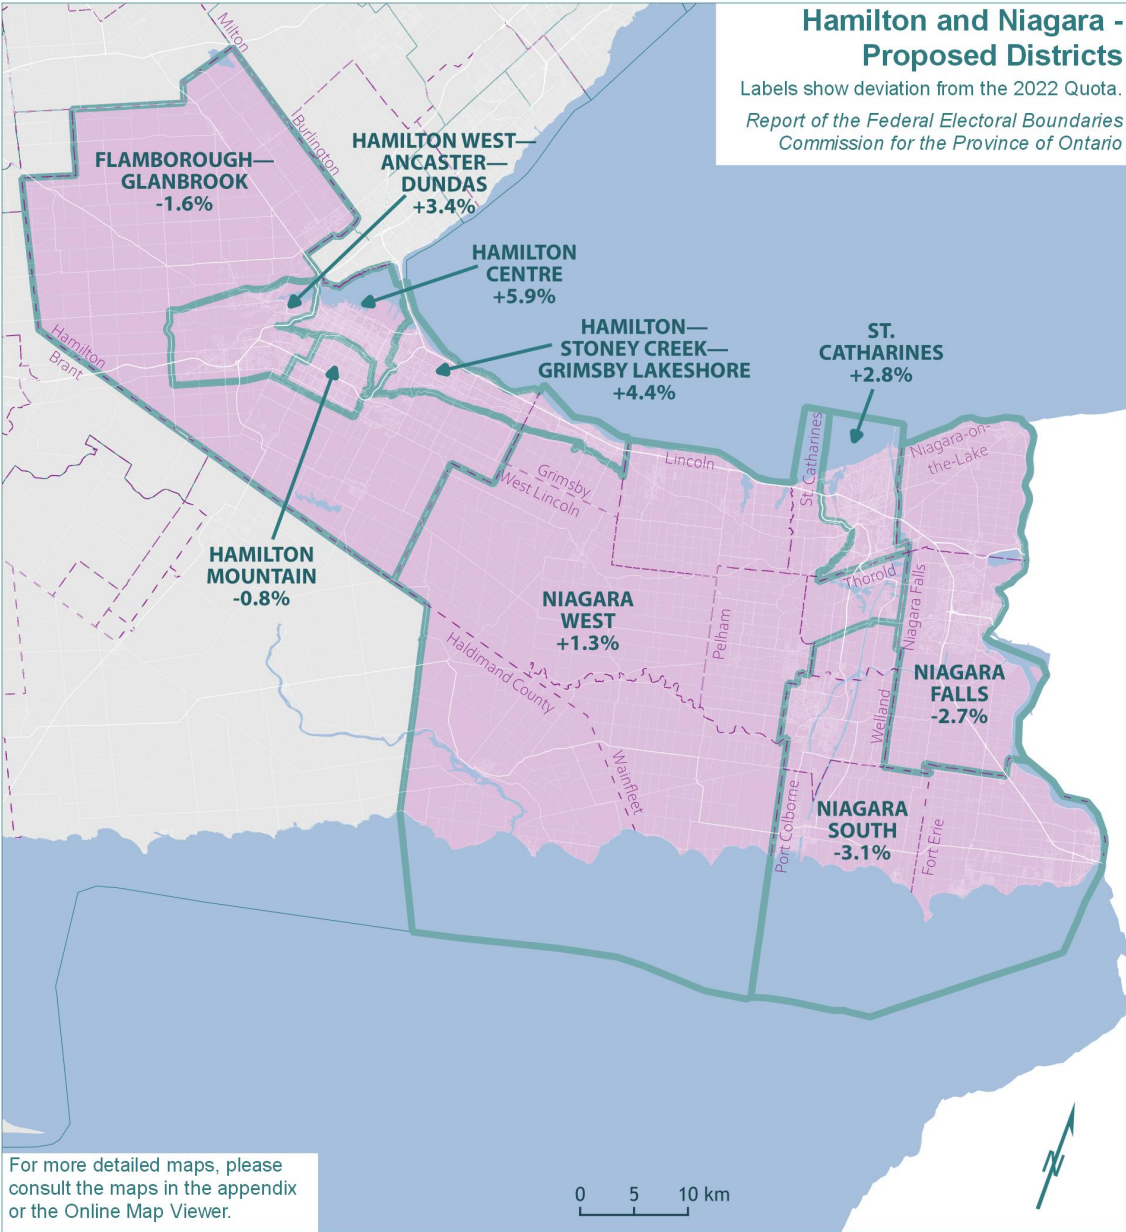 Hamilton and Niagara -
Proposed Districts
Labels show deviation from the 2022 Quota.
Report of the Federal Electoral Boundaries
Commission for the Province of Ontario
Milton
Burlington
FLAMBOROUGH—
GLANBROOK
-1.6%
HAMILTON WEST—
ANCASTER—
DUNDAS
+3.4%
HAMILTON
CENTRE
+5.9%
HAMILTON—
STONEY CREEK—
GRIMSBY LAKESHORE
+4.4%
ST.
CATHARINES
+2.8%
Hamilton
Brant
St. Catharines
Niagara-on-
the-Lake
Lincoln
Grimsby
West Lincoln
HAMILTON
MOUNTAIN
-0.8%
Thorold
Niagara Falls
NIAGARA
WEST
+1.3%
Pelham
Haldimand County
NIAGARA
FALLS
-2.7%
Welland
Wainfleet
Port Colborne
NIAGARA
SOUTH
-3.1%
Fort Erie
N
For more detailed maps, please
consult the maps in the appendix
or the Online Map Viewer.
0 5 10 km